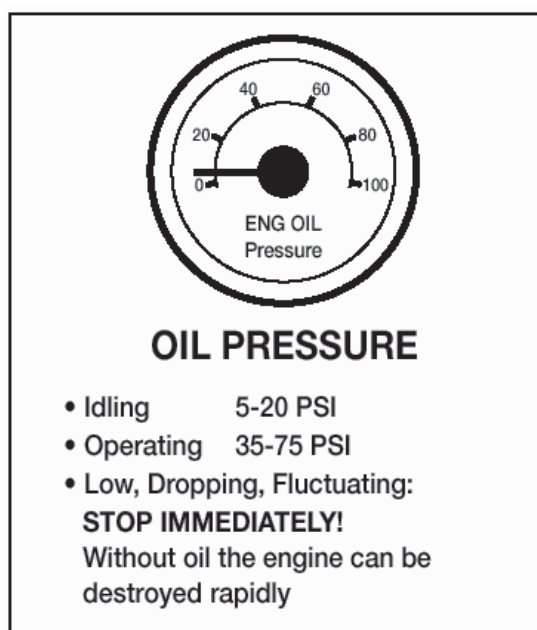 40 60
20 80
0 100
ENG OIL
Pressure
OIL PRESSURE
• Idling 5-20 PSI
• Operating 35-75 PSI
• Low, Dropping, Fluctuating:
STOP IMMEDIATELY!
Without oil the engine can be
destroyed rapidly